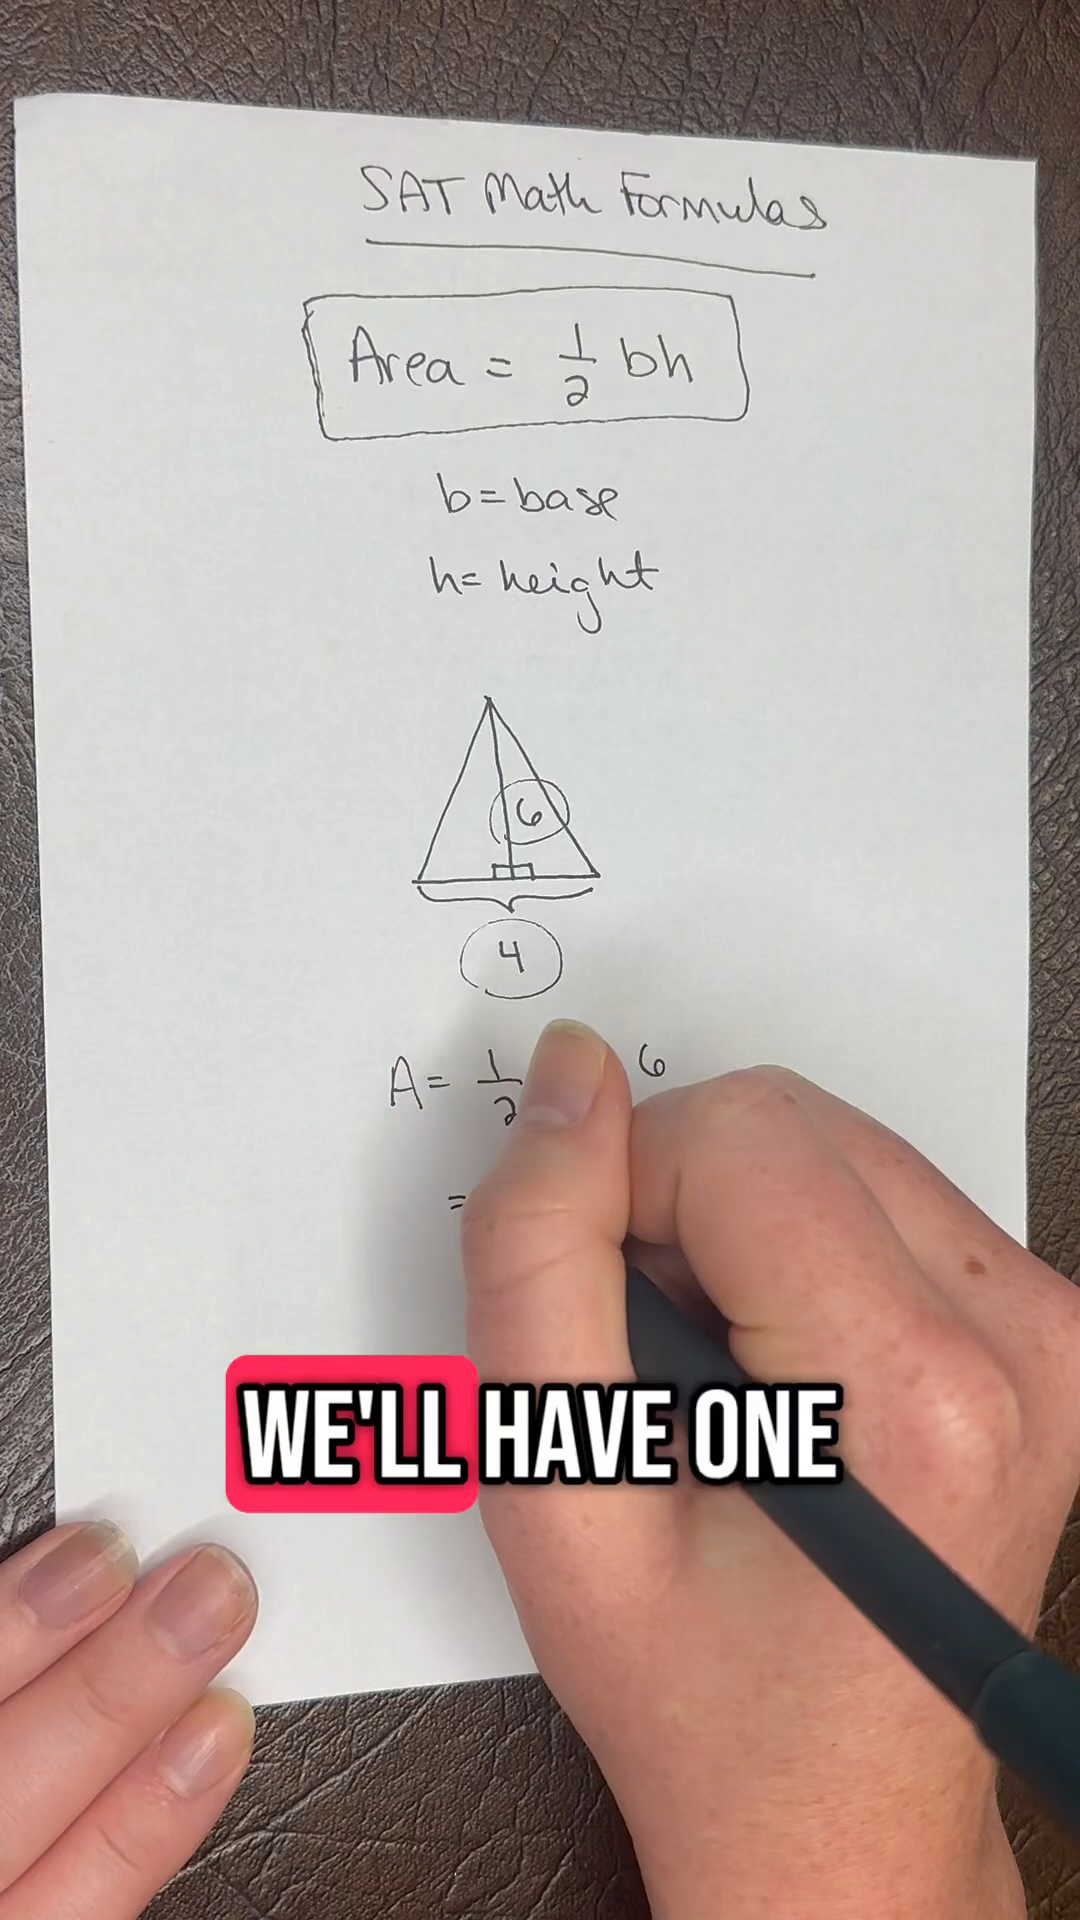 SAT Math Formulas
Area = 1/2 bh
b = base
h = height
6
4
A = 1/2 6
=
WE'LL HAVE ONE